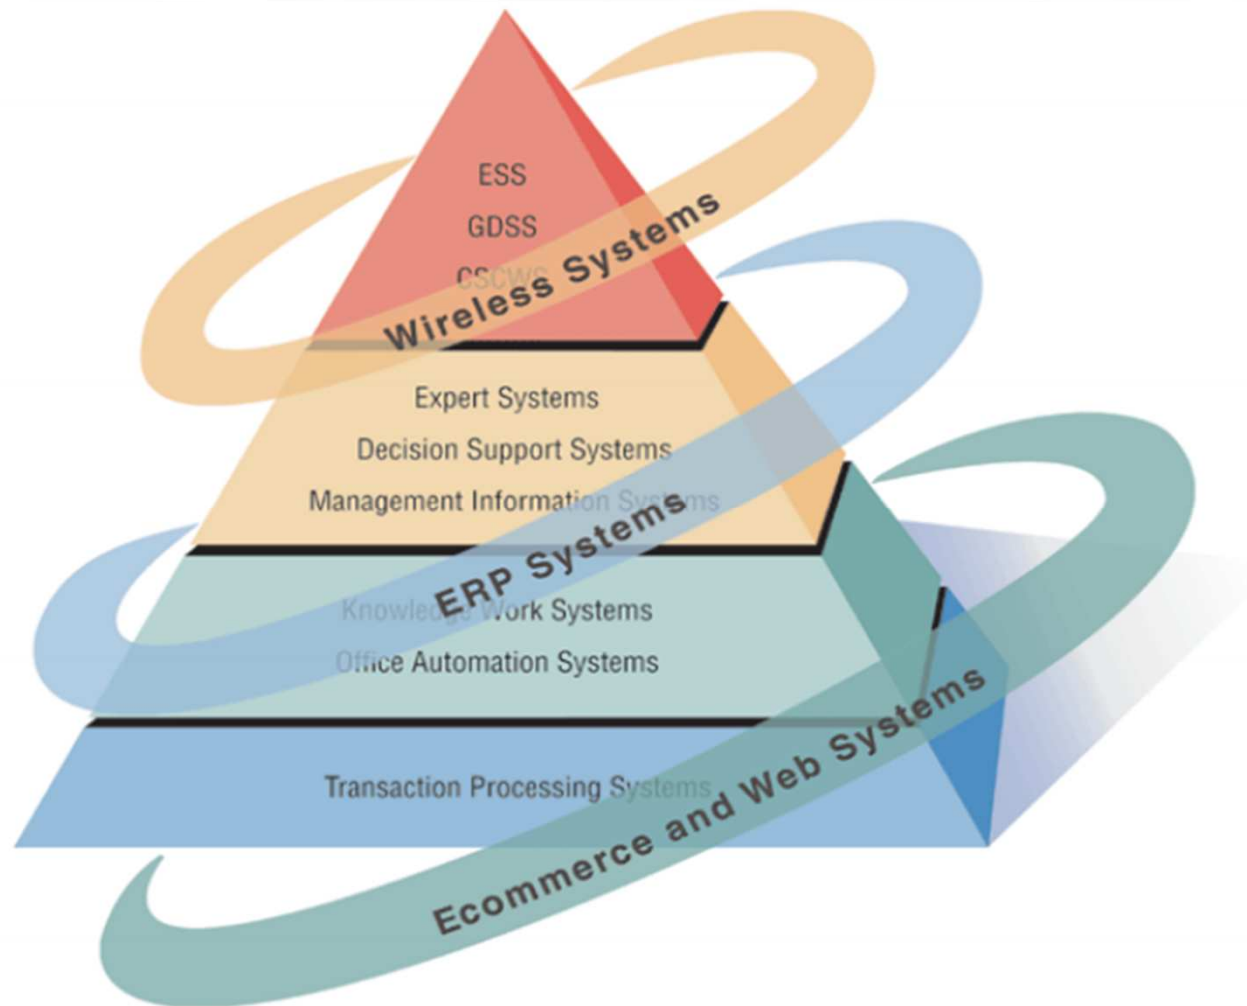 ESS
GDSS
CSCWS
Wireless Systems
Expert Systems
Decision Support Systems
Management Information Systems
ERP Systems
Knowledge Work Systems
Office Automation Systems
Transaction Processing Systems
Ecommerce and Web Systems